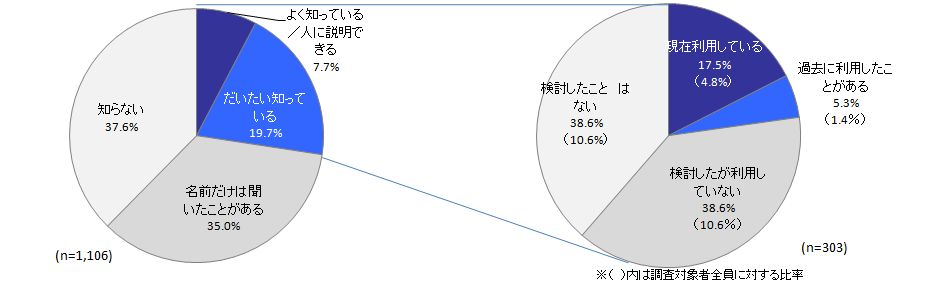 よく知っている
／人に説明で
きる
7.7%
だいたい知って
いる
19.7%
名前だけは聞
いたことがある
35.0%
知らない
37.6%
(n=1,106)
現在利用している
17.5%
（4.8%）
過去に利用したこ
とがある
5.3%
（1.4%）
検討したが利用し
ていない
38.6%
（10.6%）
検討したこと　は
ない
38.6%
（10.6%）
(n=303)
※（ ）内は調査対象者全員に対する比率